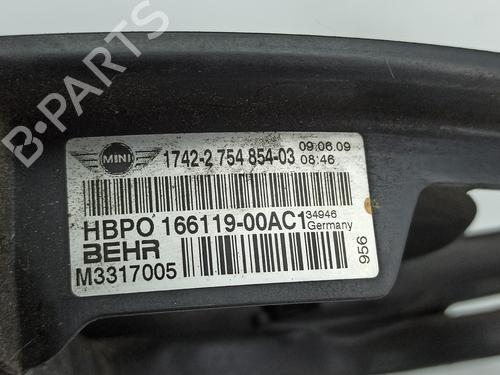 MINI
1742-2 754 854-03
09.06.09
08:46
HBPO 166119-00AC1
34946
Germany
BEHR
M3317005
956
B-PARTS